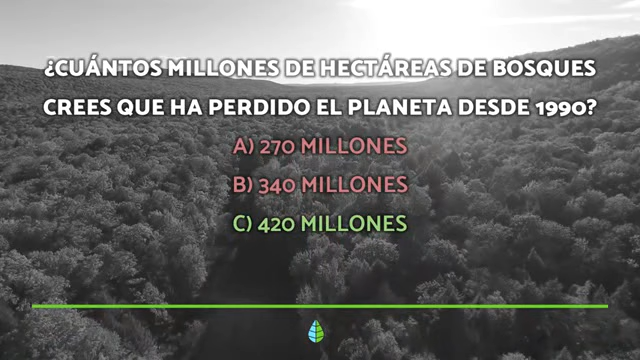 ¿CUÁNTOS MILLONES DE HECTÁREAS DE BOSQUES
CREES QUE HA PERDIDO EL PLANETA DESDE 1990?
A) 270 MILLONES
B) 340 MILLONES
C) 420 MILLONES